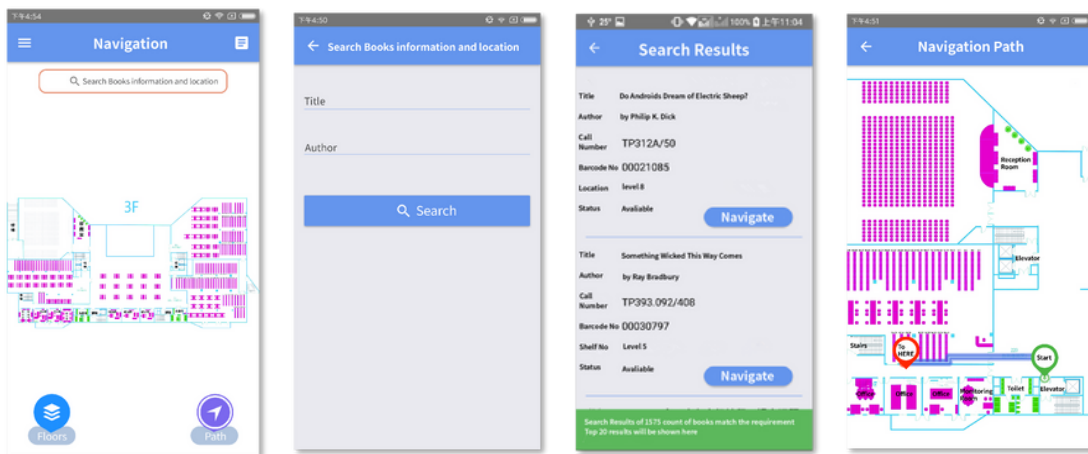 下午4:54
Navigation
Search Books information and location
3F
Floors
Path
下午4:50
Search Books information and location
Title
Author
Search
25° 100% 上午11:04
Search Results
Title Do Androids Dream of Electric Sheep?
Author by Philip K. Dick
Call
Number TP312A/50
Barcode No 00021085
Location level 8
Status Avaliable
Navigate
Title Something Wicked This Way Comes
Author by Ray Bradbury
Call
Number TP393.092/408
Barcode No 00030797
Shelf No Level 5
Status Avaliable
Navigate
Search Results of 1575 count of books match the requirement
Top 20 results will be shown here
下午4:51
Navigation Path
Reception
Room
Elevator
Stairs
To
HERE
Start
Office
Office
Office
Monitoring
Room
Toilet
Elevator